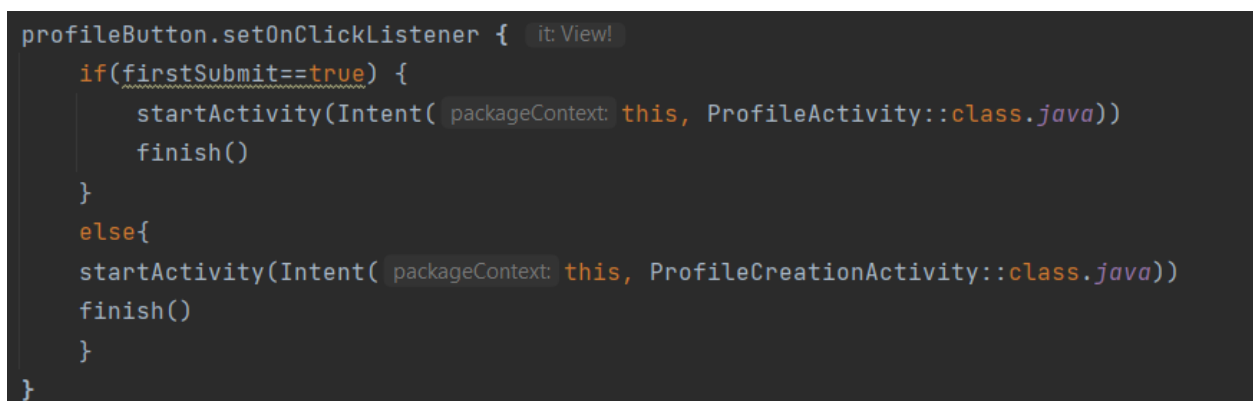 profileButton.setOnClickListener { it: View!
if(firstSubmit==true) {
startActivity(Intent( packageContext: this, ProfileActivity::class.java))
finish()
}
else{
startActivity(Intent( packageContext: this, ProfileCreationActivity::class.java))
finish()
}
}